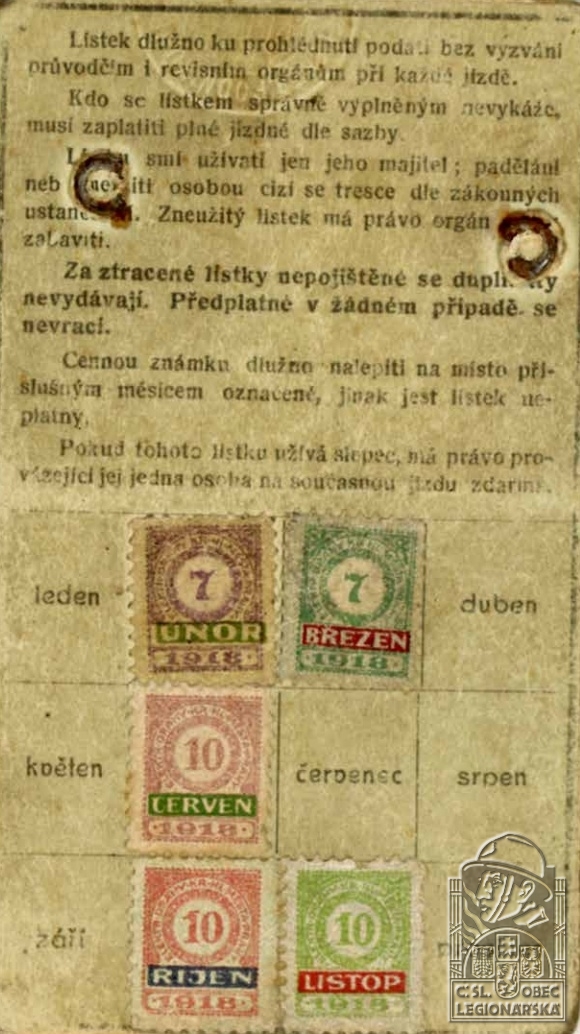 Lístek dlužno ku prohlédnutí podati bez vyzvání
průvodčím i revisním orgánům při každé jízdě.
Kdo se lístkem správně vyplněným nevykáže,
musí zaplatiti plné jízdné dle sazby.
smí užívati jen jeho majitel; padělání
neb osobou cizí se tresce dle zákonných
Zneužitý lístek má právo orgán
zabaviti.
Za ztracené lístky nepojištěné se
nevydávají. Předplatné v žádném případě se
nevrací.
Cennou známku dlužno nalepiti na místo pří-
slušným měsícem označené, jinak jest lístek ne-
platný.
Pokud tohoto lístku užívá slepec, má právo pro-
vázející jej jedna osoba na současnou jízdu zdarma.
leden
7
ÚNOR
1918
7
BŘEZEN
1918
duben
květen
10
ČERVEN
1918
červenec
srpen
září
10
ŘÍJEN
1918
10
LISTOP
1918
ČSL. OBEC
LEGIONÁŘSKÁ